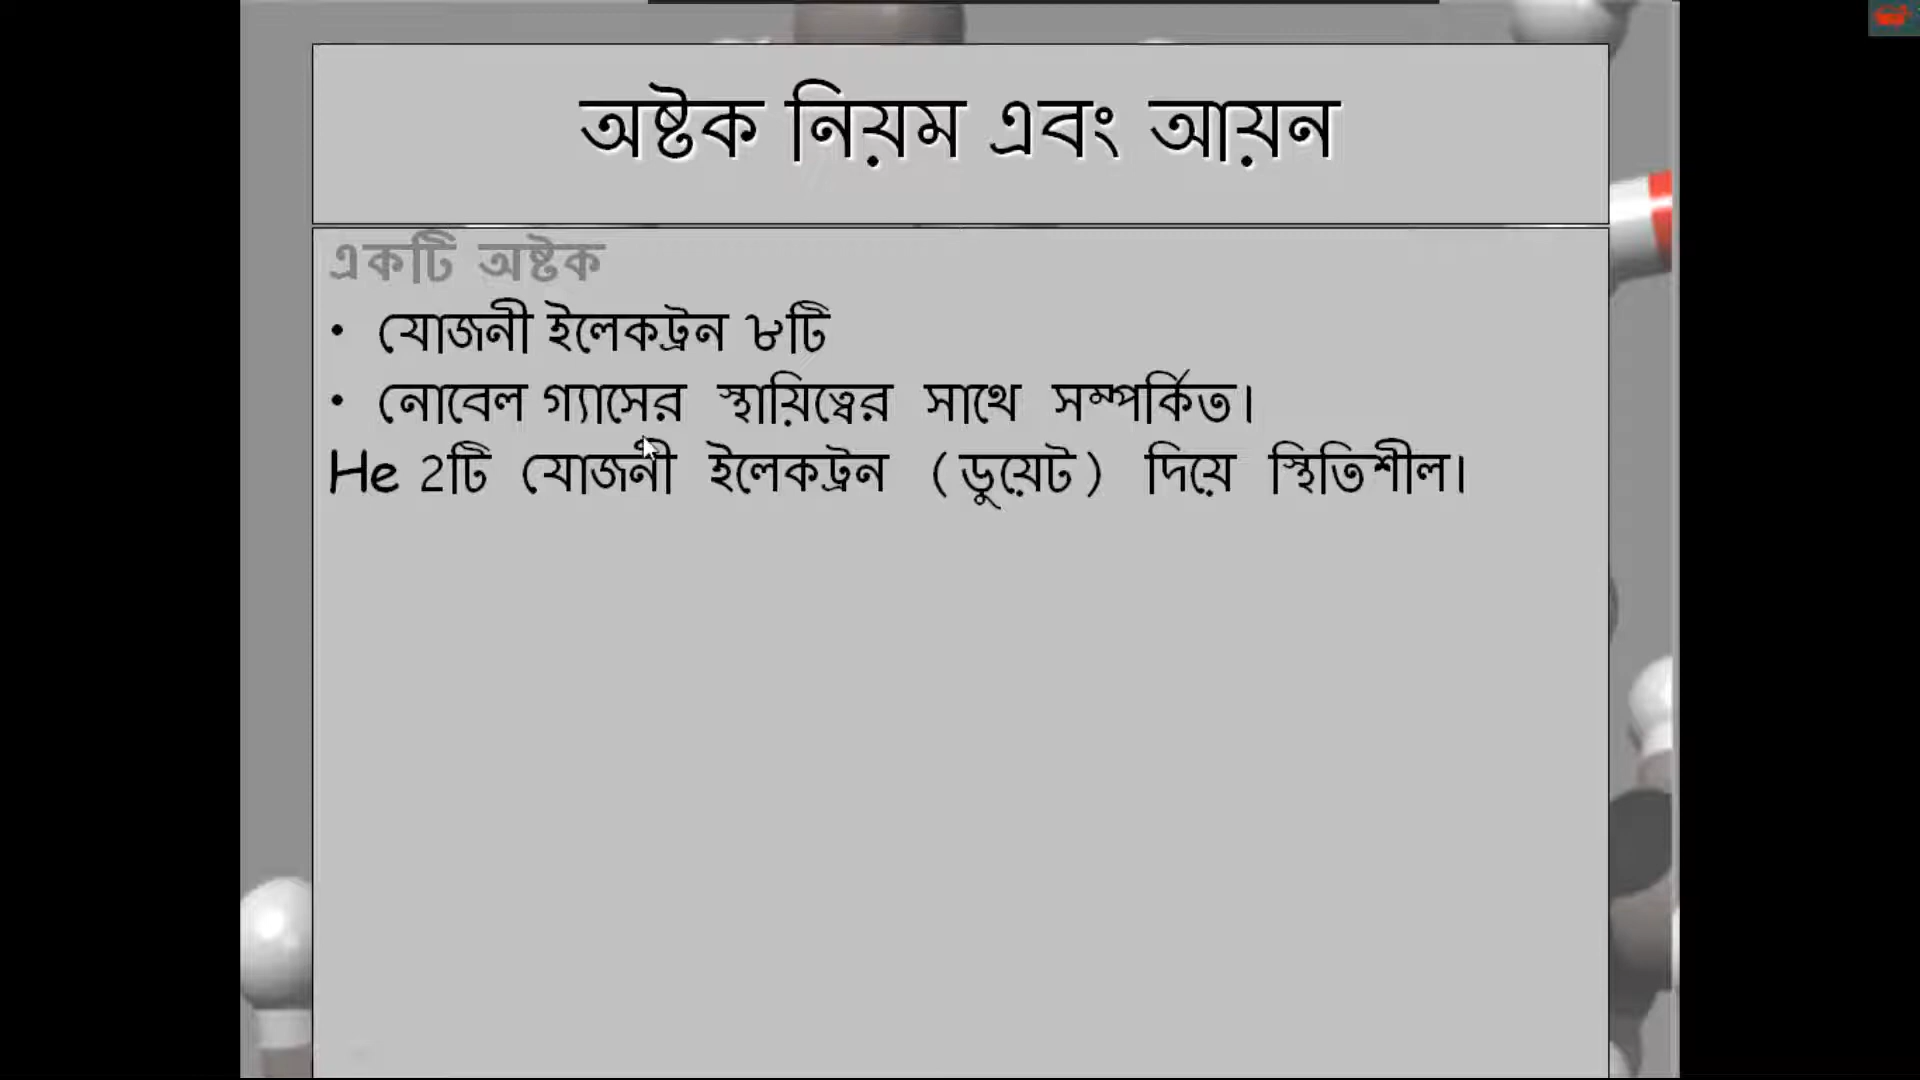 অষ্টক নিয়ম এবং আয়ন
একটি অষ্টক
• যোজনী ইলেকট্রন ৮টি
• নোবেল গ্যাসের স্থায়িত্বের সাথে সম্পর্কিত।
He 2টি যোজনী ইলেকট্রন (ডুয়েট) দিয়ে স্থিতিশীল।